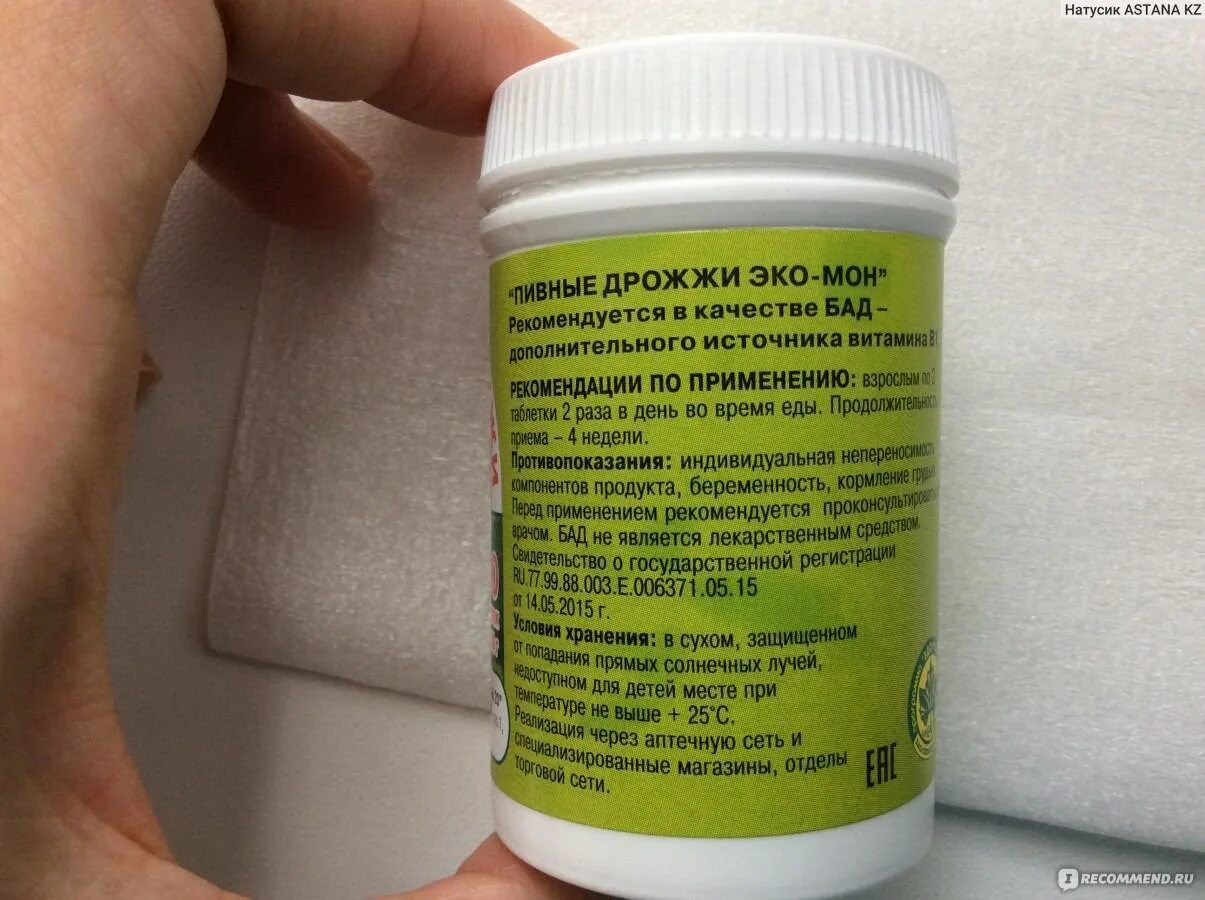 Натусик ASTANA KZ
"ПИВНЫЕ ДРОЖЖИ ЭКО-МОН"
Рекомендуется в качестве БАД –
дополнительного источника витамина В1
РЕКОМЕНДАЦИИ ПО ПРИМЕНЕНИЮ: взрослым по 2
таблетки 2 раза в день во время еды. Продолжительность
приема – 4 недели.
Противопоказания: индивидуальная непереносимость
компонентов продукта, беременность, кормление грудью
Перед применением рекомендуется проконсультироваться
врачом. БАД не является лекарственным средством.
Свидетельство о государственной регистрации
RU.77.99.88.003.Е.006371.05.15
от 14.05.2015 г.
Условия хранения: в сухом, защищенном
от попадания прямых солнечных лучей,
недоступном для детей месте при
температуре не выше + 25°С.
Реализация через аптечную сеть и
специализированные магазины, отделы
торговой сети.
ЕАС
IRECOMMEND.RU